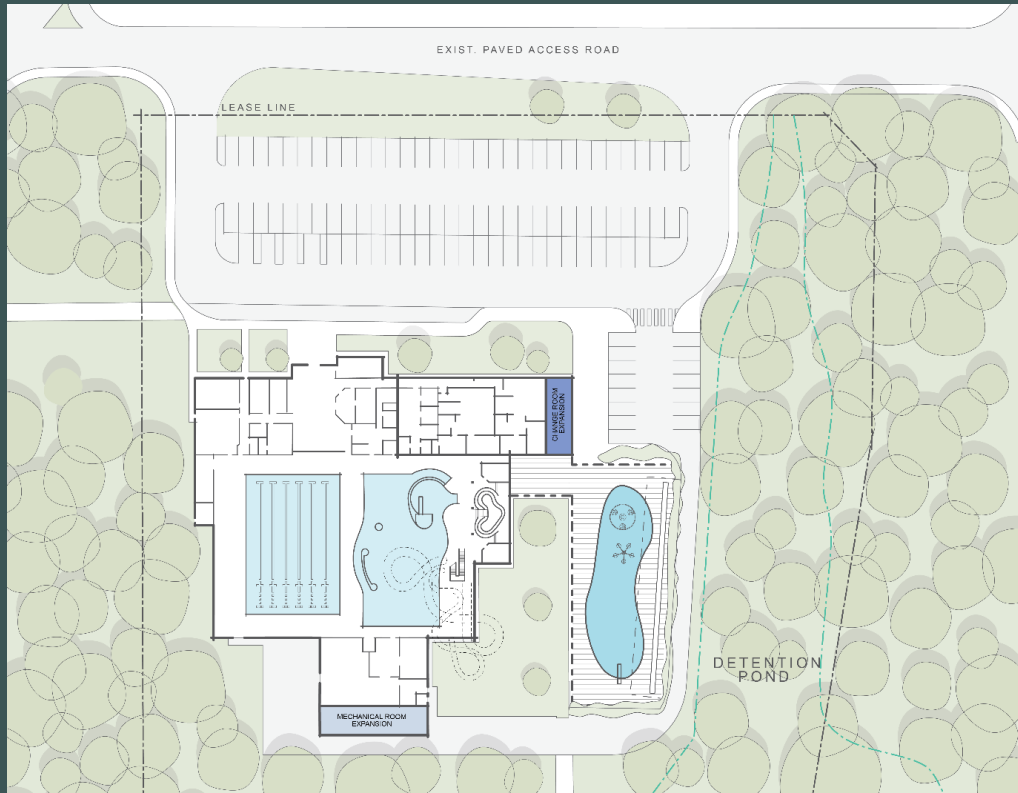 EXIST. PAVED ACCESS ROAD
LEASE LINE
CHANGE ROOM
EXPANSION
DETENTION
POND
MECHANICAL ROOM
EXPANSION